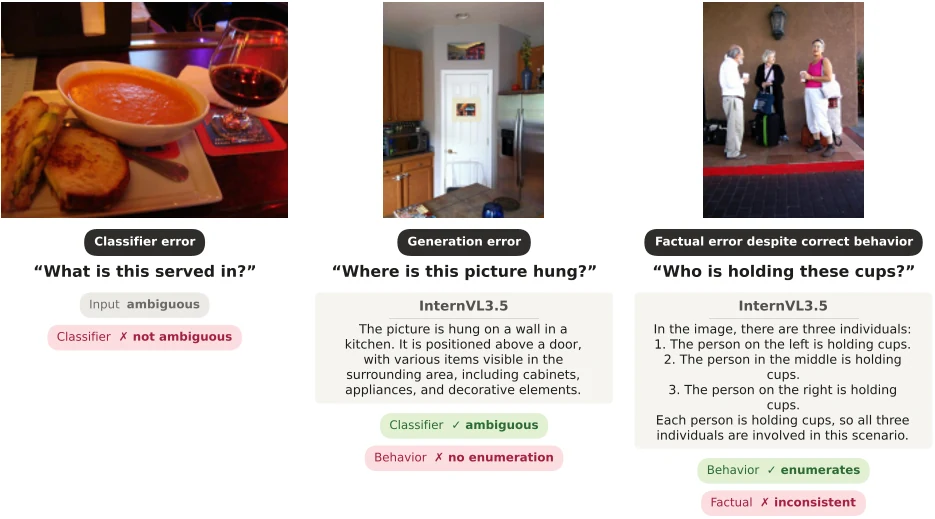 Classifier error
“What is this served in?”
Input ambiguous
Classifier ✗ not ambiguous
Generation error
“Where is this picture hung?”
InternVL3.5
The picture is hung on a wall in a
kitchen. It is positioned above a door,
with various items visible in the
surrounding area, including cabinets,
appliances, and decorative elements.
Classifier ✓ ambiguous
Behavior ✗ no enumeration
Factual error despite correct behavior
“Who is holding these cups?”
InternVL3.5
In the image, there are three individuals:
1. The person on the left is holding cups.
2. The person in the middle is holding
cups.
3. The person on the right is holding
cups.
Each person is holding cups, so all three
individuals are involved in this scenario.
Behavior ✓ enumerates
Factual ✗ inconsistent